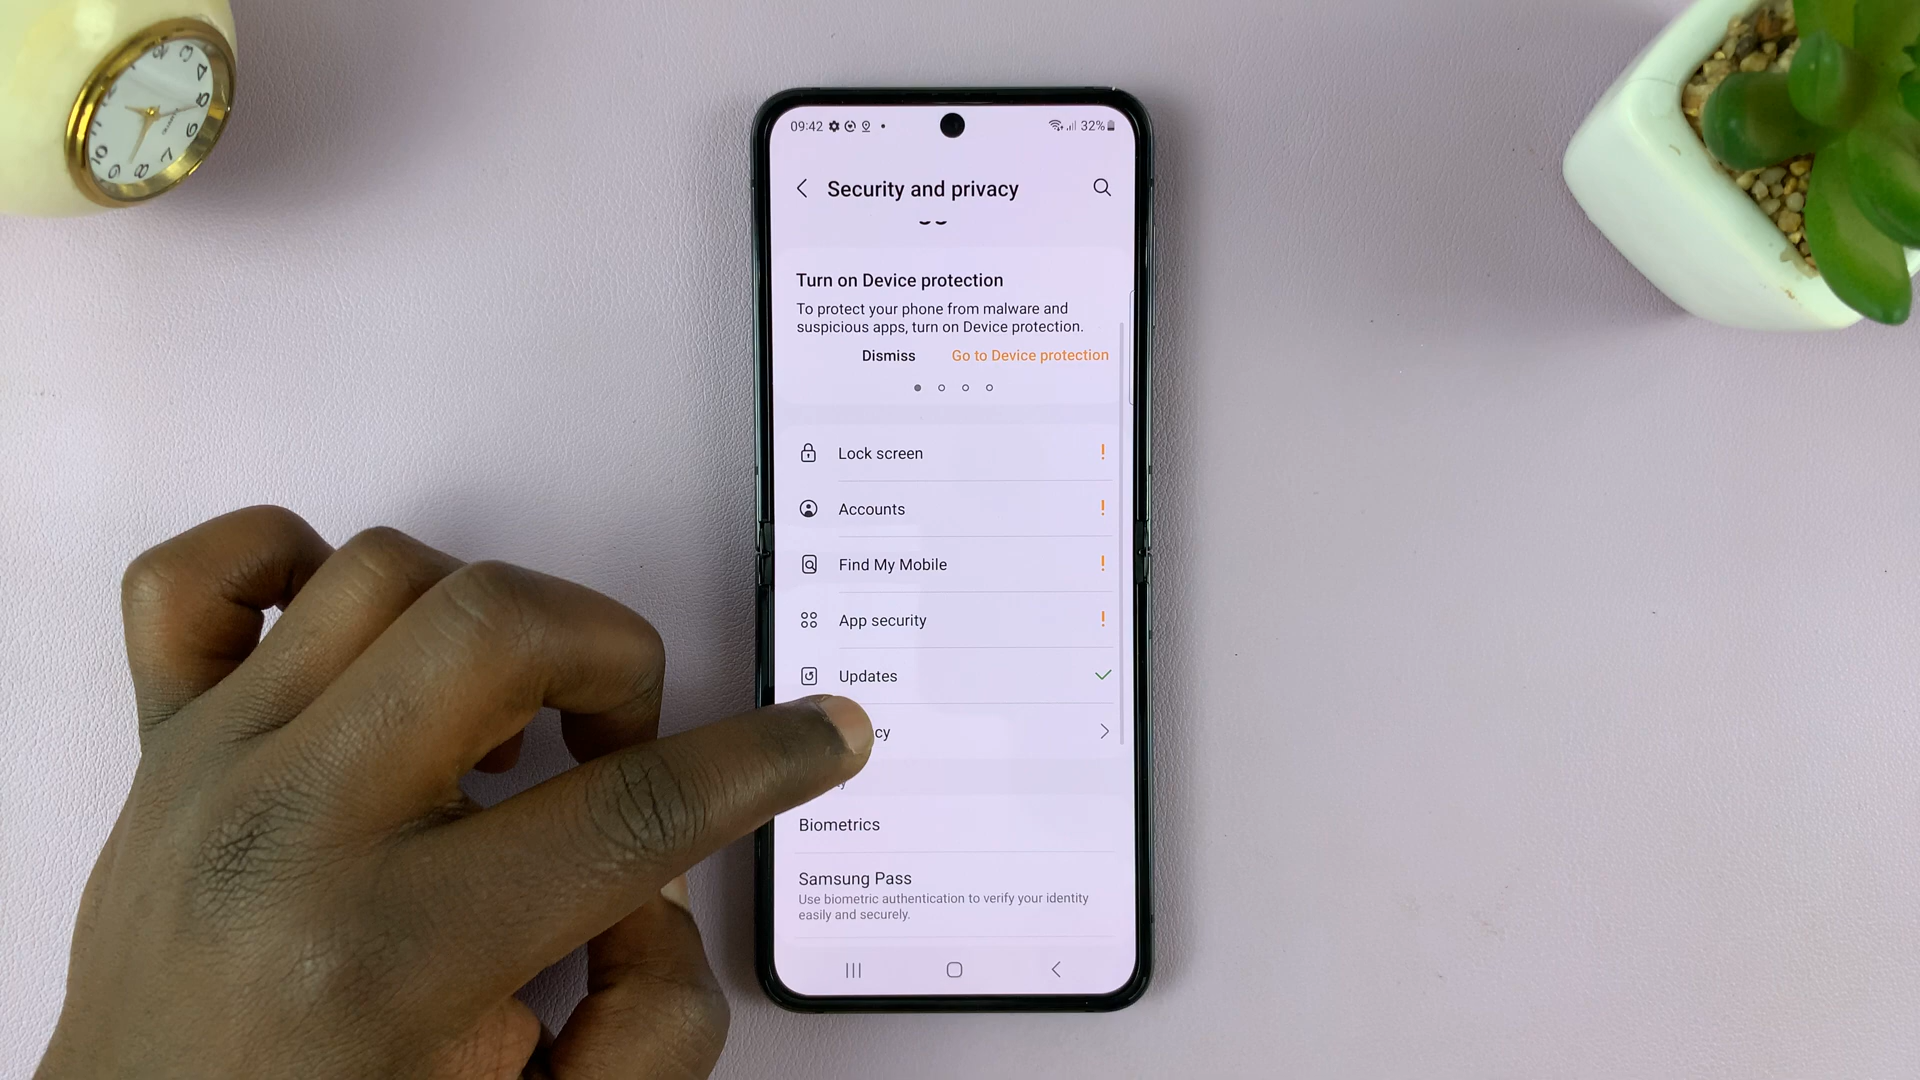 09:42
32%
Security and privacy
Turn on Device protection
To protect your phone from malware and
suspicious apps, turn on Device protection.
Dismiss Go to Device protection
Lock screen
Accounts
Find My Mobile
App security
Updates
cy
Biometrics
Samsung Pass
Use biometric authentication to verify your identity
easily and securely.